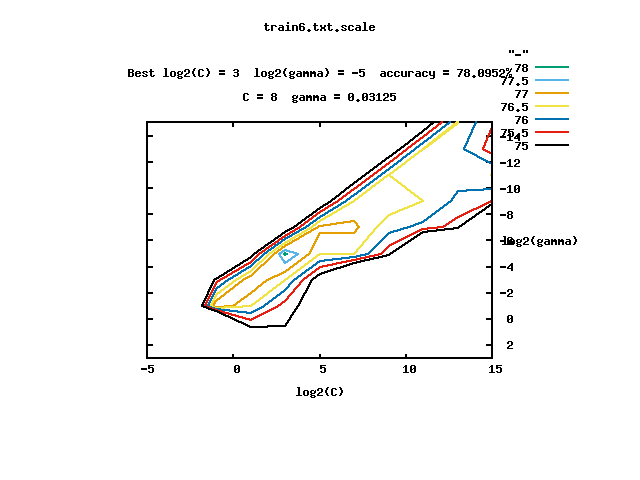 train6.txt.scale
"-"
Best log2(C) = 3 log2(gamma) = -5 accuracy = 78.0952%
78
77.5
C = 8 gamma = 0.03125
77
76.5
76
75.5
-14
75
-12
-10
-8
-6
log2(gamma)
-4
-2
0
2
-5 0 5 10 15
log2(C)